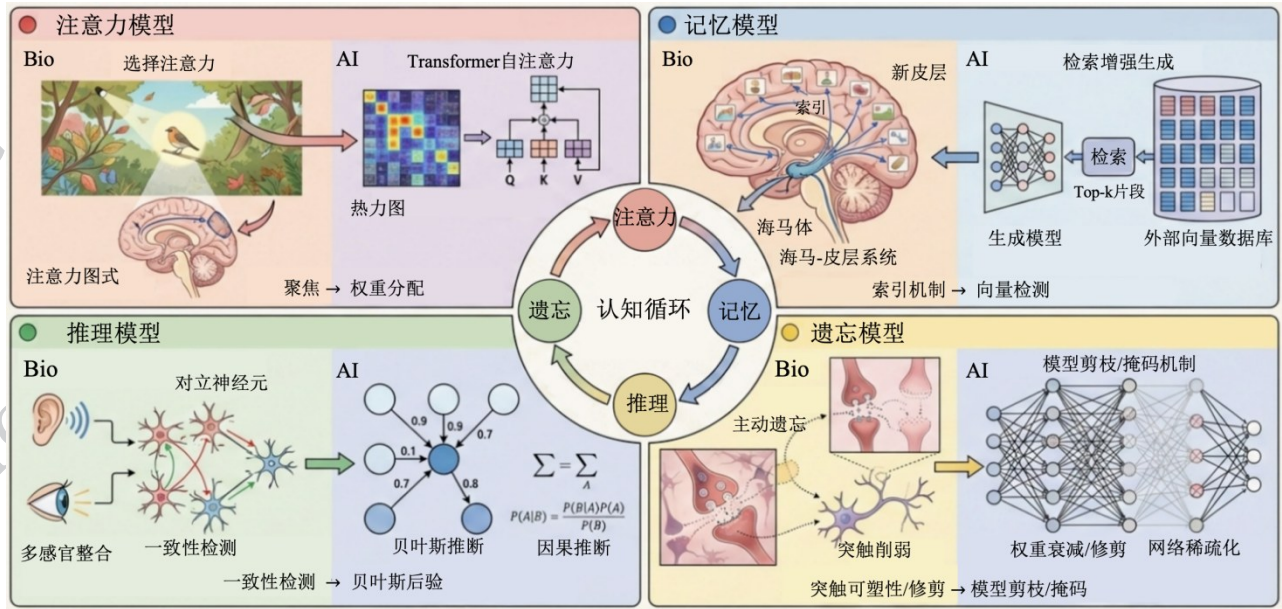 注意力模型
Bio
选择注意力
注意力图式
AI
Transformer自注意力
热力图
Q K V
聚焦 → 权重分配
记忆模型
Bio
新皮层
索引
海马体
海马-皮层系统
AI
检索增强生成
检索
Top-k片段
生成模型
外部向量数据库
索引机制 → 向量检测
注意力
记忆
推理
遗忘
认知循环
推理模型
Bio
对立神经元
多感官整合
一致性检测
AI
0.9
0.9
0.7
0.1
0.7
0.8
∑ = ∑
Λ
P(A|B) = P(B|A)P(A) / P(B)
贝叶斯推断
因果推断
一致性检测 → 贝叶斯后验
遗忘模型
Bio
主动遗忘
突触削弱
AI
模型剪枝/掩码机制
权重衰减/修剪
网络稀疏化
突触可塑性/修剪 → 模型剪枝/掩码